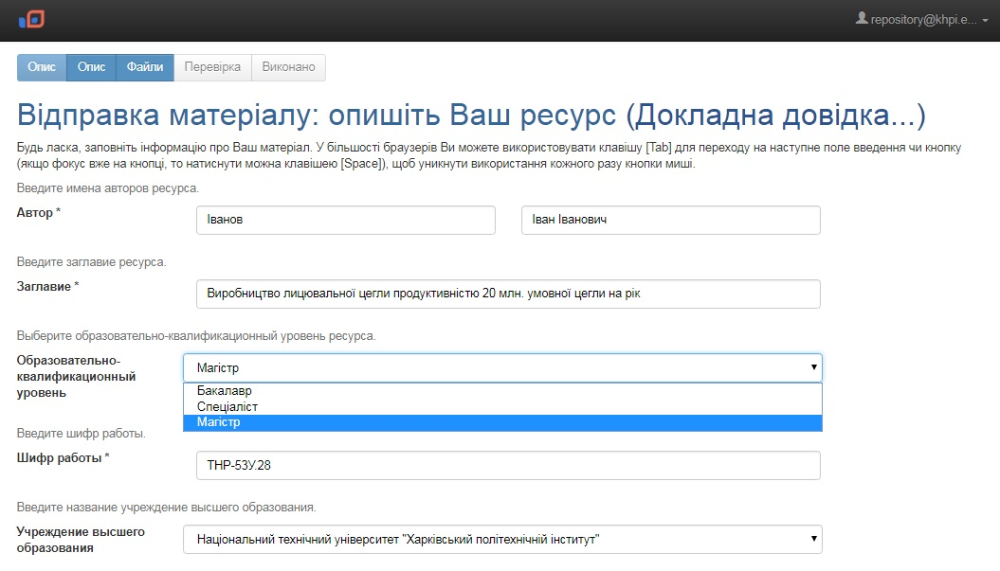 repository@khpi.e...
Опис Опис Файли Перевірка Виконано
Відправка матеріалу: опишіть Ваш ресурс (Докладна довідка...)
Будь ласка, заповніть інформацію про Ваш матеріал. У більшості браузерів Ви можете використовувати клавішу [Tab] для переходу на наступне поле введення чи кнопку
(якщо фокус вже на кнопці, то натиснути можна клавішею [Space]), щоб уникнути використання кожного разу кнопки миші.
Введите имена авторов ресурса.
Автор * Іванов Іван Іванович
Введите заглавие ресурса.
Заглавие * Виробництво лицювальної цегли продуктивністю 20 млн. умовної цегли на рік
Выберите образовательно-квалификационный уровень ресурса.
Образовательно-
квалификационный
уровень
Магістр
Бакалавр
Спеціаліст
Магістр
Введите шифр работы.
Шифр работы * ТНР-53У.28
Введите название учреждение высшего образования.
Учреждение высшего
образования
Національний технічний університет "Харківський політехнічній інститут"